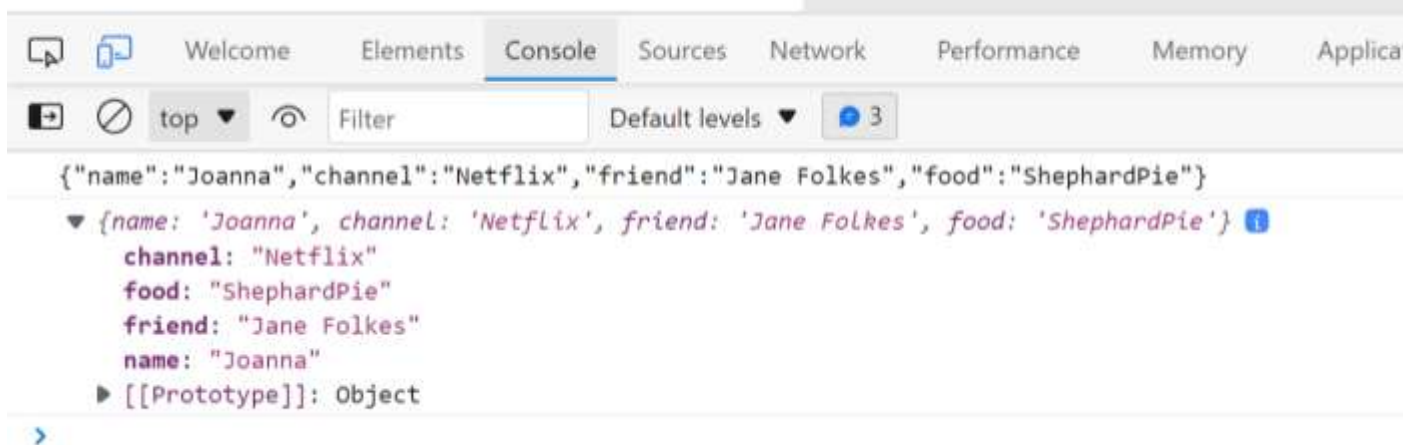 Welcome Elements Console Sources Network Performance Memory Applica
top ▼ Filter Default levels ▼ 3
{"name":"Joanna","channel":"Netflix","friend":"Jane Folkes","food":"ShephardPie"}
▼ {name: 'Joanna', channel: 'Netflix', friend: 'Jane Folkes', food: 'ShephardPie'} i
channel: "Netflix"
food: "ShephardPie"
friend: "Jane Folkes"
name: "Joanna"
▶ [[Prototype]]: Object
>